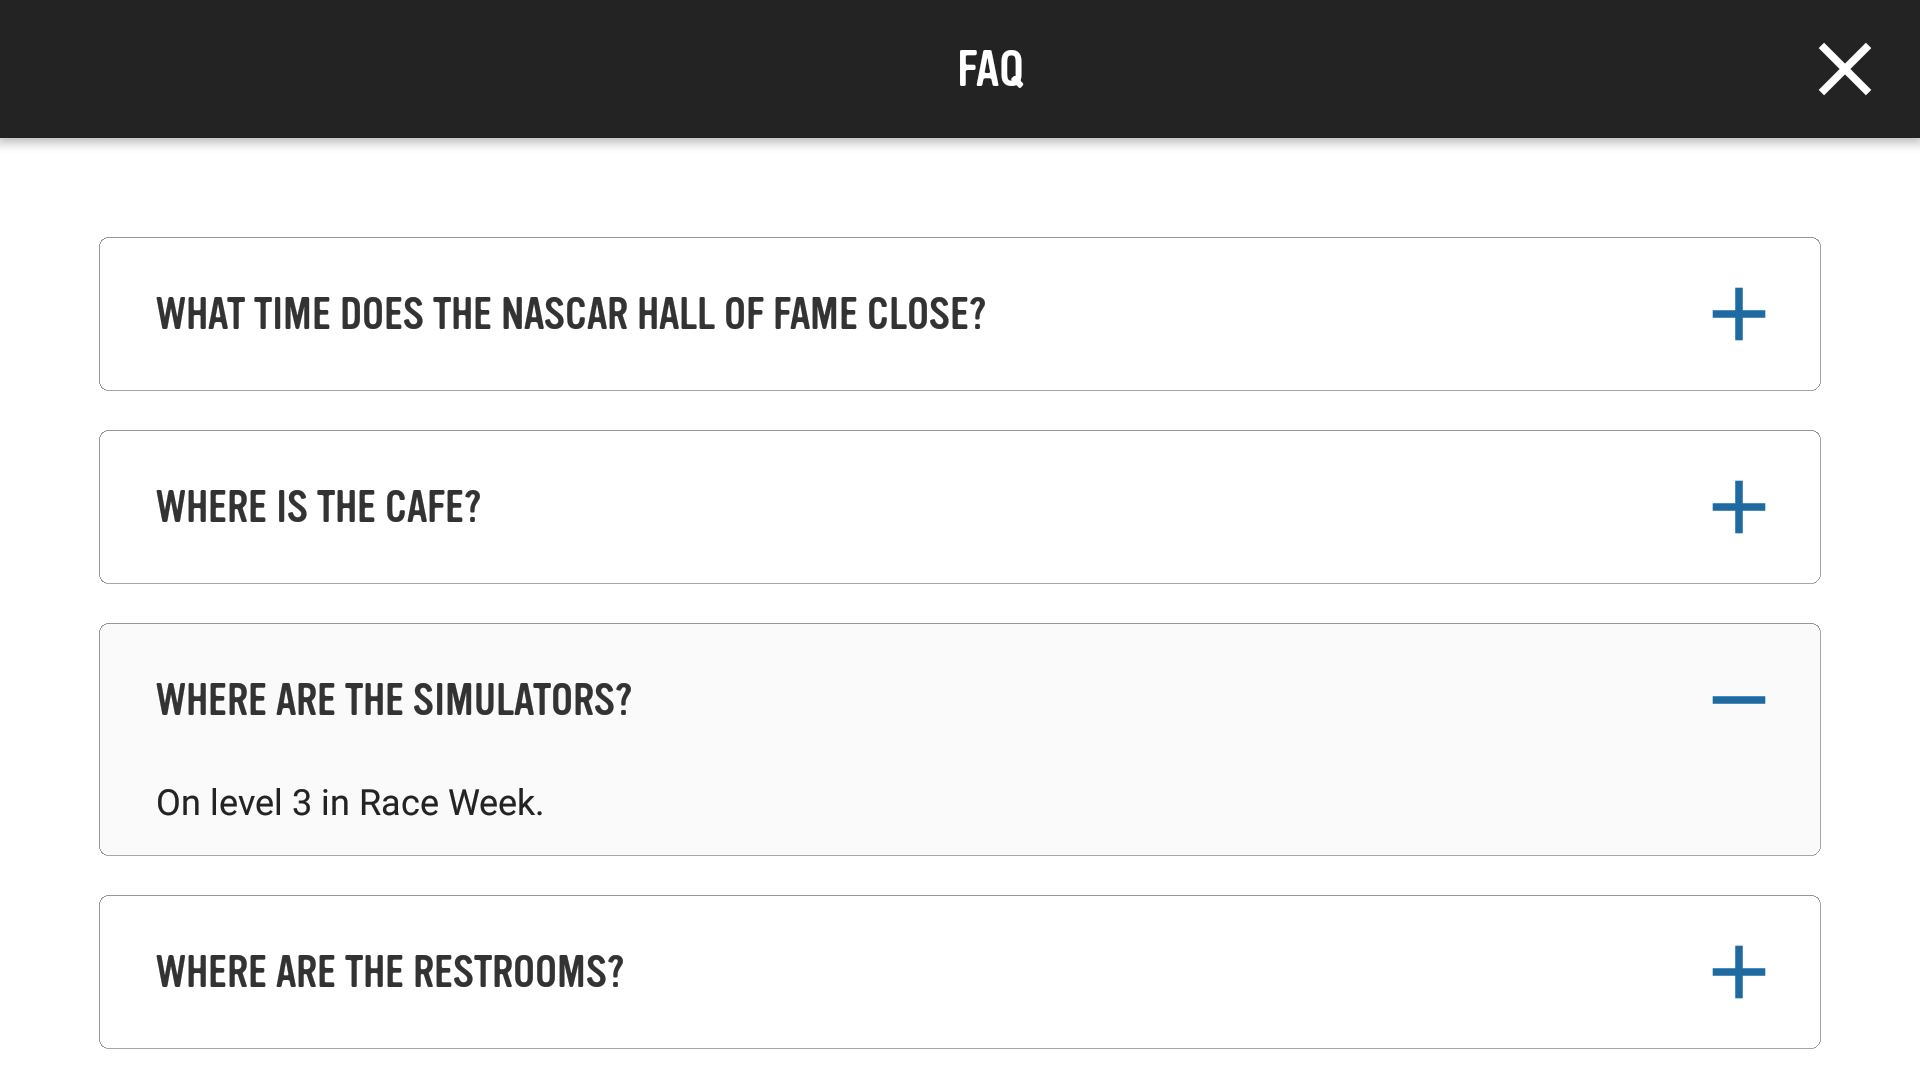 FAQ
WHAT TIME DOES THE NASCAR HALL OF FAME CLOSE?
WHERE IS THE CAFE?
WHERE ARE THE SIMULATORS?
On level 3 in Race Week.
WHERE ARE THE RESTROOMS?